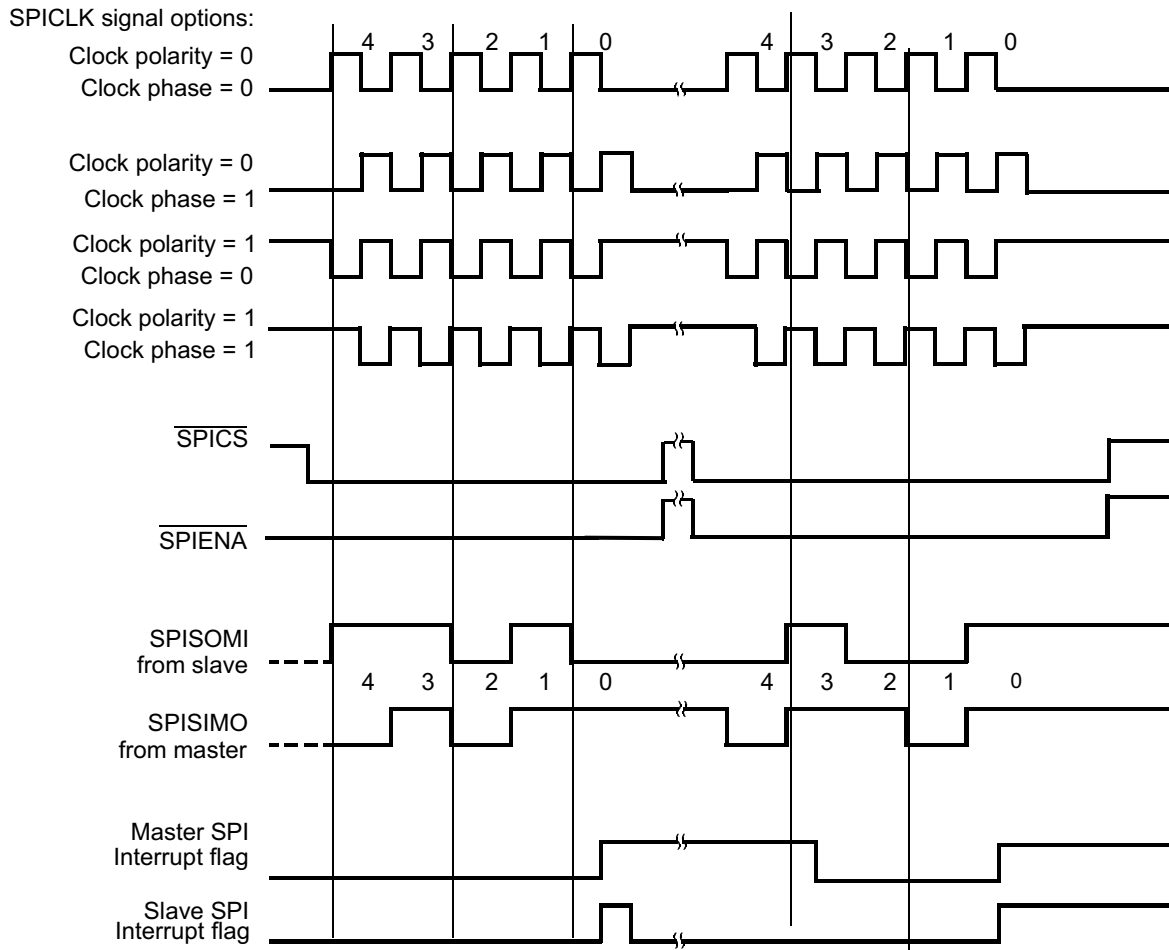 SPICLK signal options:
4 3 2 1 0 4 3 2 1 0
Clock polarity = 0
Clock phase = 0
Clock polarity = 0
Clock phase = 1
Clock polarity = 1
Clock phase = 0
Clock polarity = 1
Clock phase = 1
SPICS
SPIENA
SPISOMI
from slave
4 3 2 1 0 4 3 2 1 0
SPISIMO
from master
Master SPI
Interrupt flag
Slave SPI
Interrupt flag